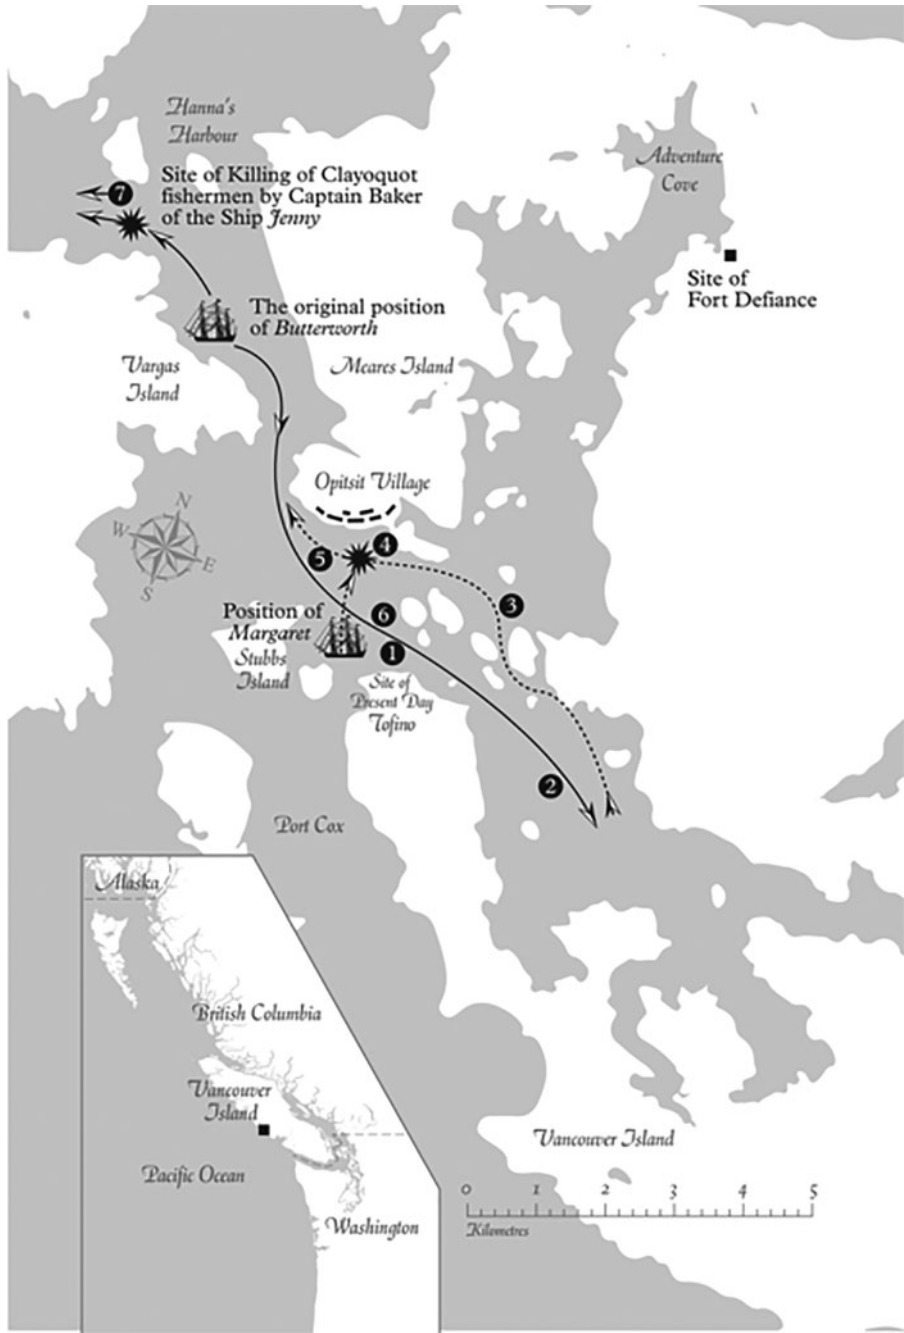 Hanna's
Harbour
Adventure
Cove
7
Site of Killing of Clayoquot
fishermen by Captain Baker
of the Ship Jenny
Site of
Fort Defiance
The original position
of Butterworth
Vargas
Island
Meares Island
Opitsit Village
N
W
E
S
4
5
3
Position of
Margaret
6
1
Stubbs
Island
Site of
Present Day
Tofino
2
Port Cox
Alaska
British Columbia
Vancouver
Island
Pacific Ocean
Washington
Vancouver Island
0 1 2 3 4 5
Kilometres